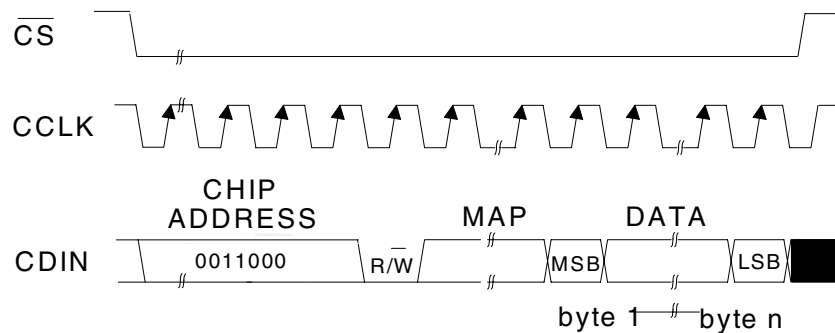 CS
CCLK
CHIP
ADDRESS
MAP
DATA
CDIN
0011000
R/W
MSB
LSB
byte 1
byte n